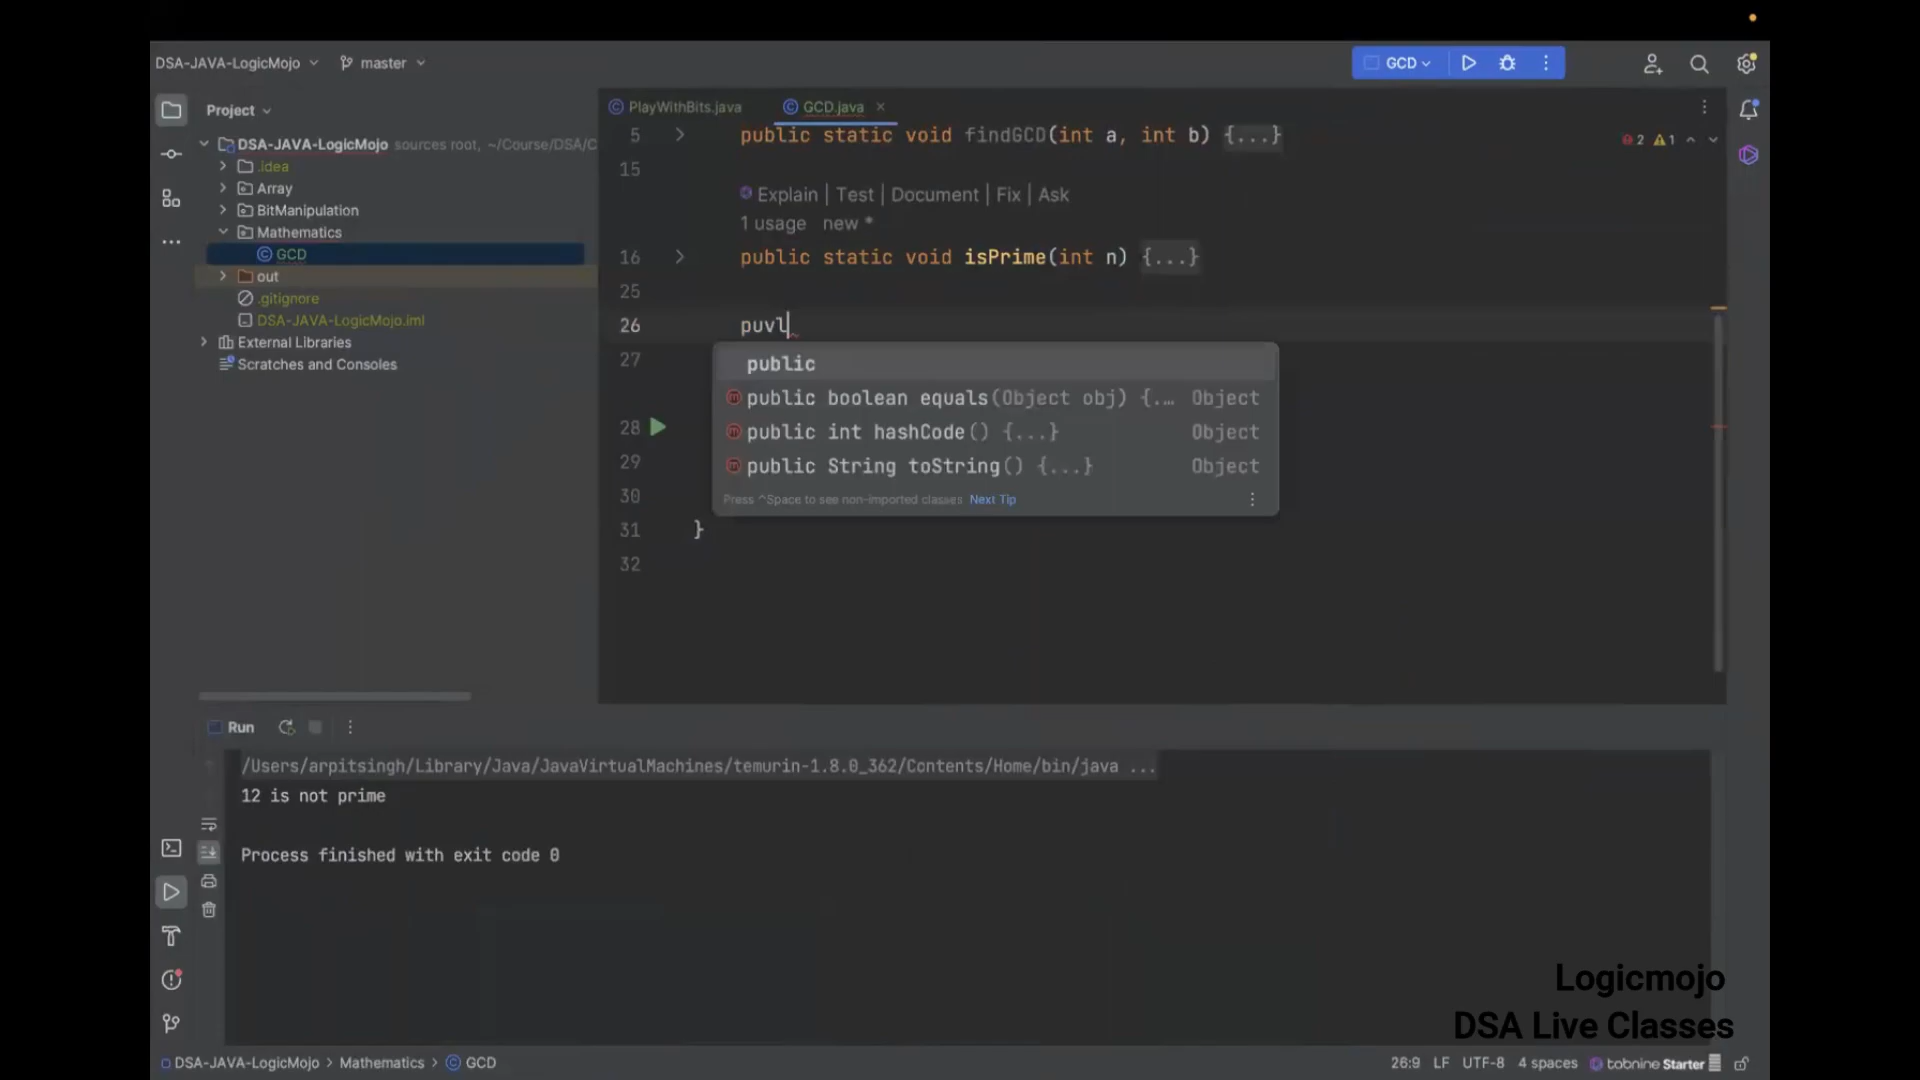 DSA-JAVA-LogicMojo master GCD
Project
PlayWithBits.java GCD.java
DSA-JAVA-LogicMojo sources root, ~/Course/DSA/C
.idea
Array
BitManipulation
Mathematics
GCD
out
.gitignore
DSA-JAVA-LogicMojo.iml
External Libraries
Scratches and Consoles
5 public static void findGCD(int a, int b) {...}
2 1
15
Explain | Test | Document | Fix | Ask
1 usage new *
16 public static void isPrime(int n) {...}
25
26 puvl
27
28
29
30
31 }
32
public
public boolean equals(Object obj) {... Object
public int hashCode() {...} Object
public String toString() {...} Object
Press ^Space to see non-imported classes Next Tip
Run
/Users/arpitsingh/Library/Java/JavaVirtualMachines/temurin-1.8.0_362/Contents/Home/bin/java ...
12 is not prime
Process finished with exit code 0
Logicmojo
DSA Live Classes
DSA-JAVA-LogicMojo > Mathematics > GCD
26:9 LF UTF-8 4 spaces tabnine Starter